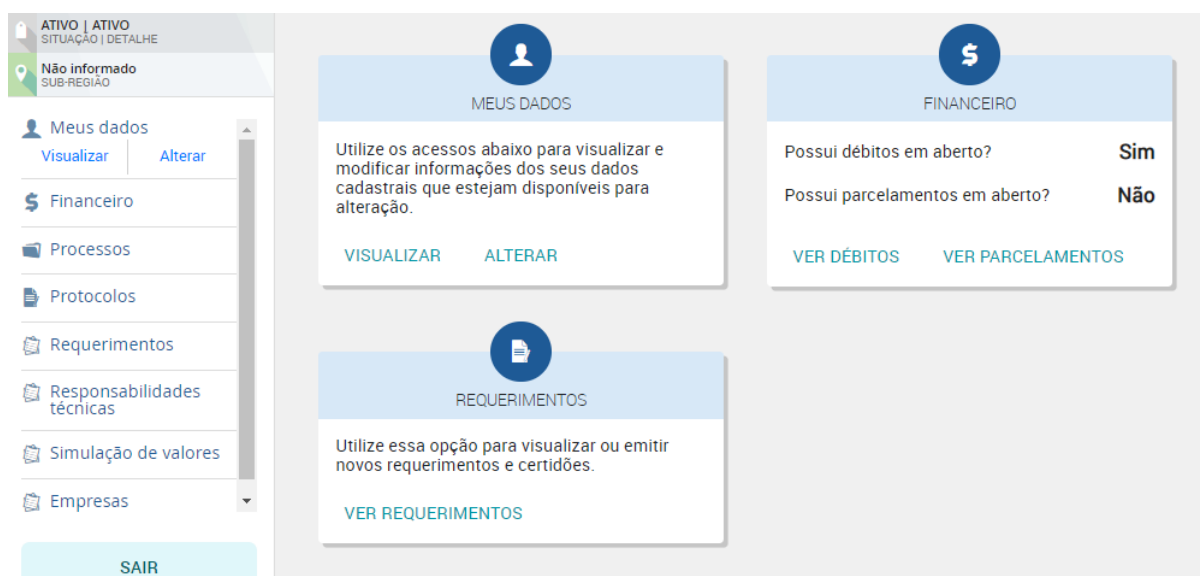 ATIVO | ATIVO
SITUAÇÃO | DETALHE
Não informado
SUB-REGIÃO
Meus dados
Visualizar Alterar
Financeiro
Processos
Protocolos
Requerimentos
Responsabilidades
técnicas
Simulação de valores
Empresas
SAIR
MEUS DADOS
Utilize os acessos abaixo para visualizar e
modificar informações dos seus dados
cadastrais que estejam disponíveis para
alteração.
VISUALIZAR ALTERAR
FINANCEIRO
Possui débitos em aberto? Sim
Possui parcelamentos em aberto? Não
VER DÉBITOS VER PARCELAMENTOS
REQUERIMENTOS
Utilize essa opção para visualizar ou emitir
novos requerimentos e certidões.
VER REQUERIMENTOS